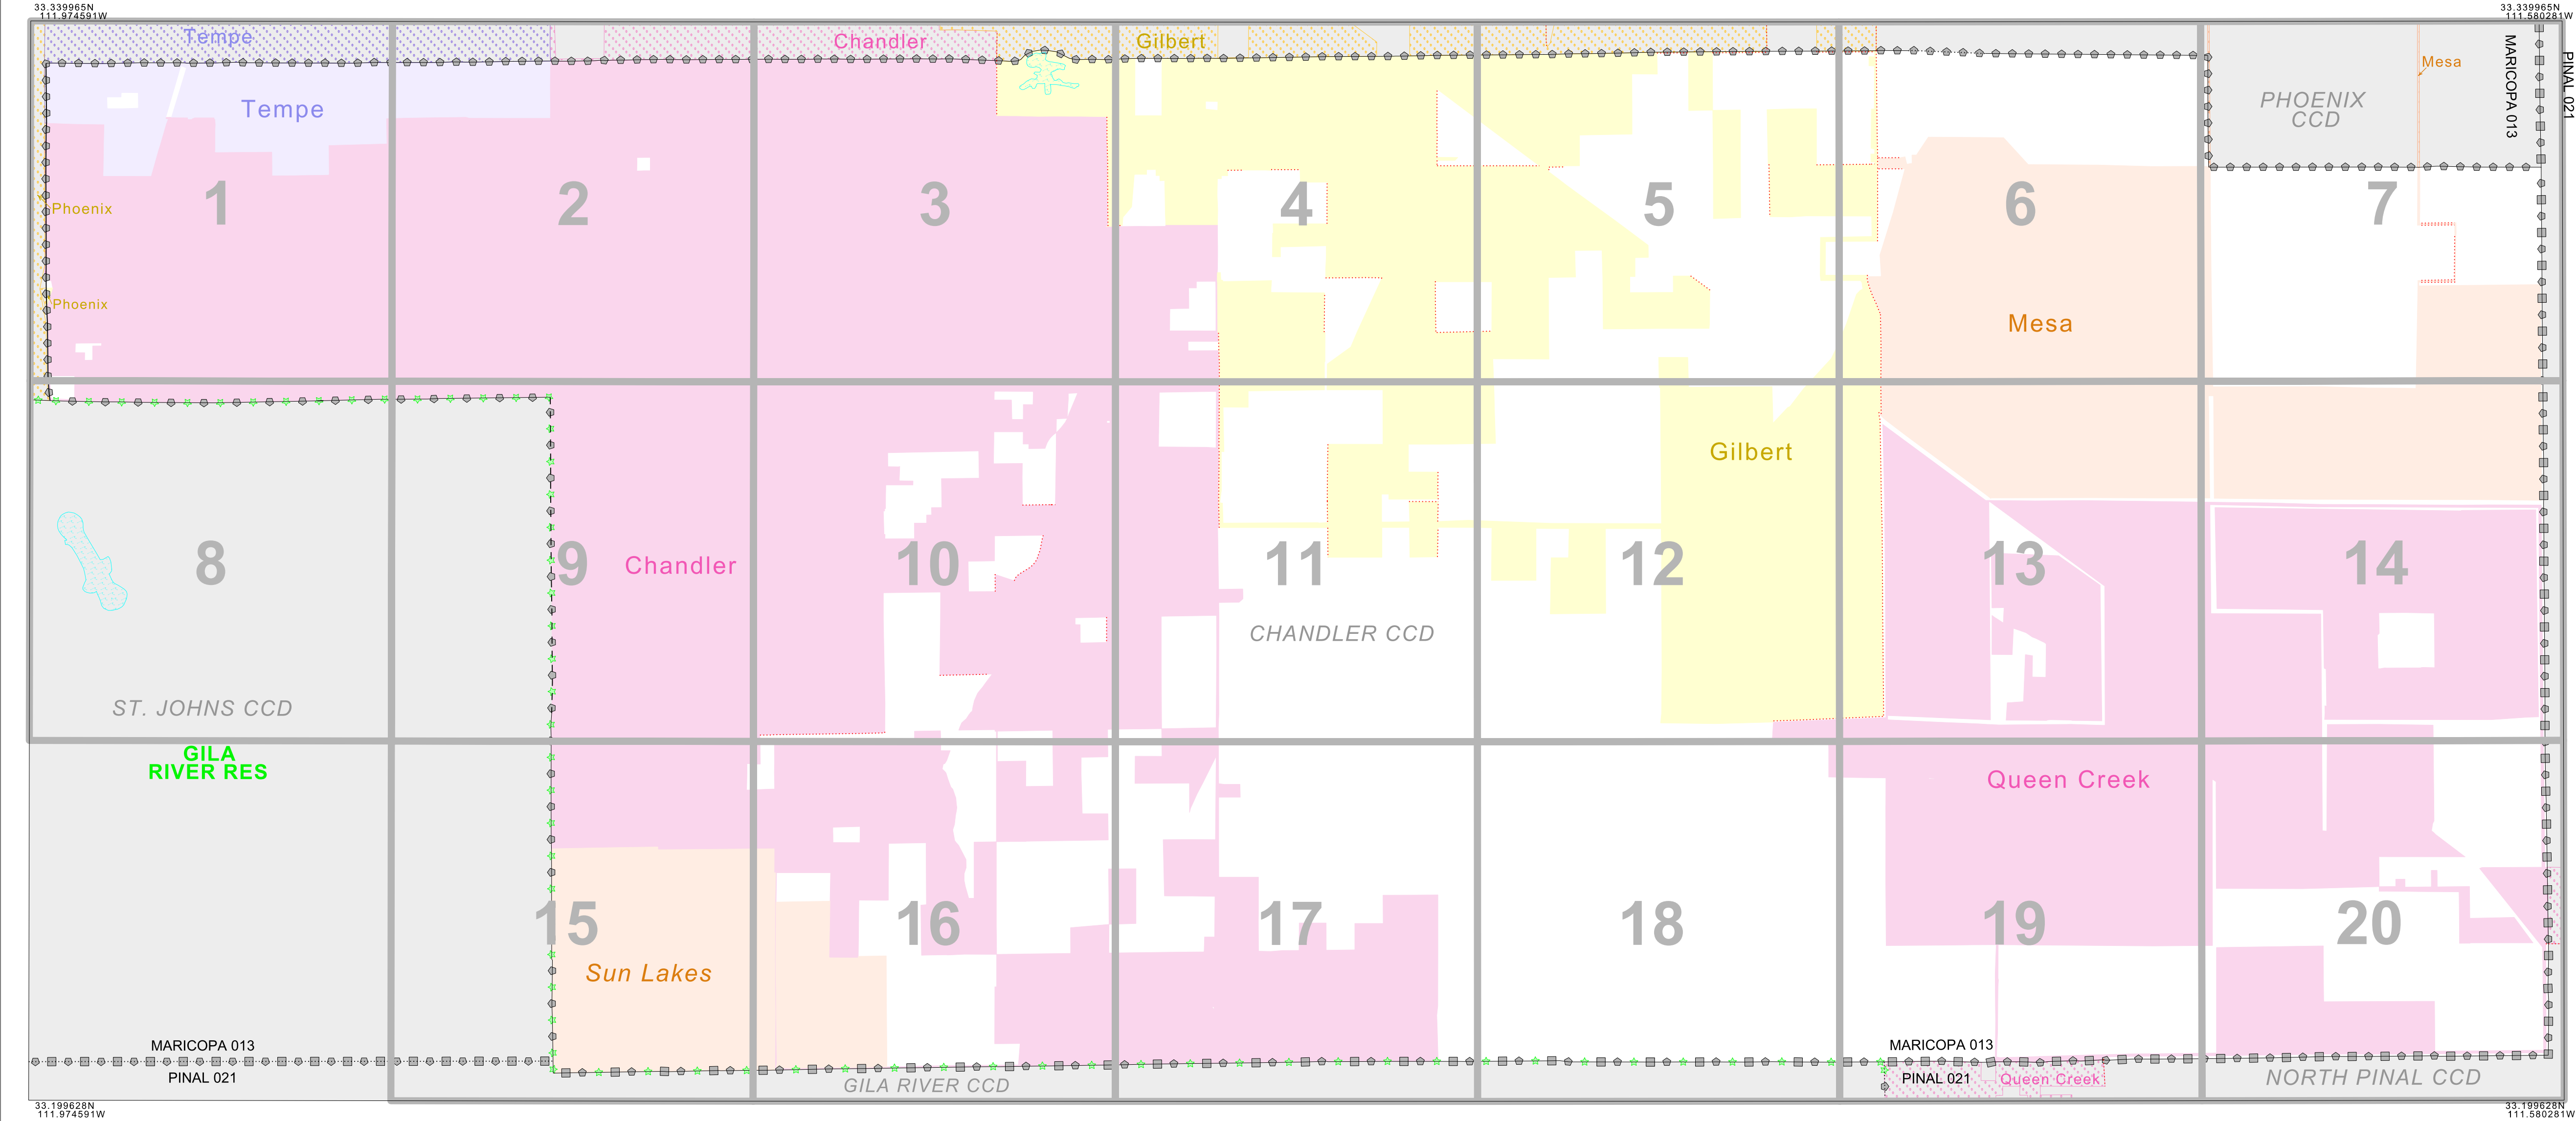 33.339965N
111.974591W
33.339965N
111.580281W
Tempe
Chandler
Gilbert
MARICOPA 013
PINAL 021
Mesa
Tempe
PHOENIX
CCD
1
2
3
4
5
6
7
Phoenix
Phoenix
Mesa
Gilbert
8
9
Chandler
10
11
12
13
14
CHANDLER CCD
ST. JOHNS CCD
GILA
RIVER RES
Queen Creek
15
16
17
18
19
20
Sun Lakes
MARICOPA 013
PINAL 021
MARICOPA 013
PINAL 021
Queen Creek
GILA RIVER CCD
NORTH PINAL CCD
33.199628N
111.974591W
33.199628N
111.580281W